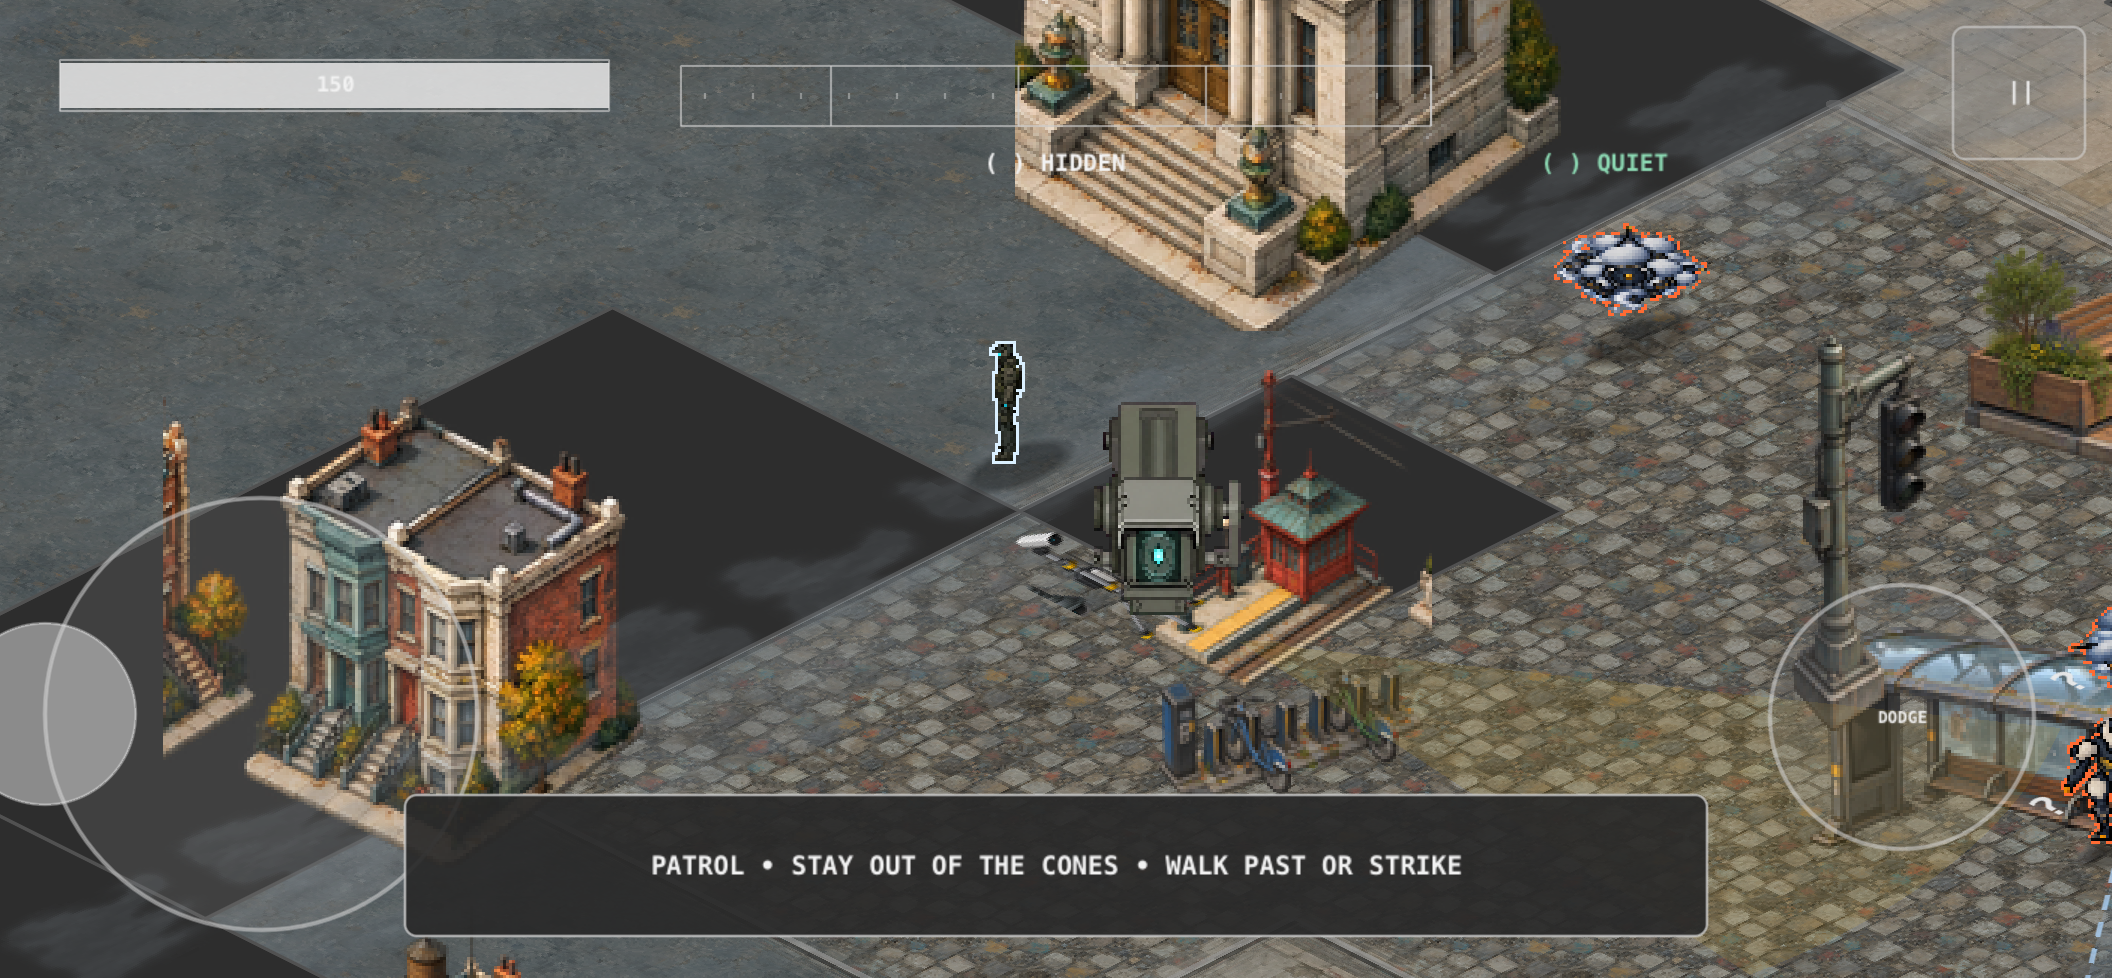 150
( ) HIDDEN
( ) QUIET
DODGE
PATROL • STAY OUT OF THE CONES • WALK PAST OR STRIKE